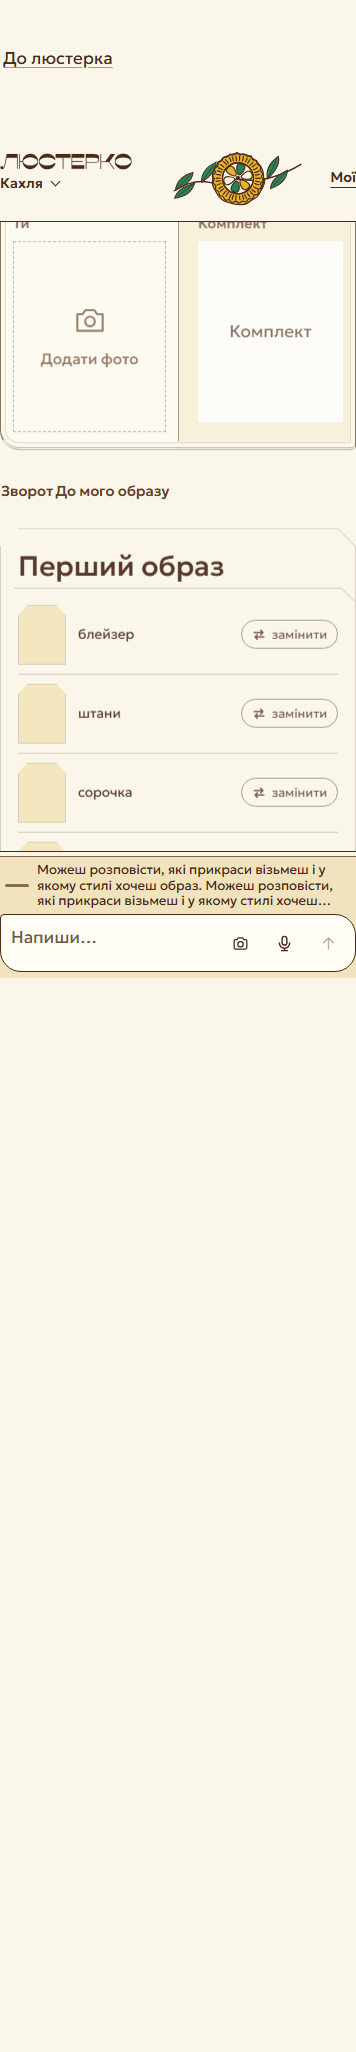 До люстерка
ЛЮСТЕРКО
Кахля
Мої
Ти
Комплект
Додати фото
Комплект
Зворот До мого образу
Перший образ
блейзер
замінити
штани
замінити
сорочка
замінити
Можеш розповісти, які прикраси візьмеш і у
якому стилі хочеш образ. Можеш розповісти,
які прикраси візьмеш і у якому стилі хочеш...
Напиши...